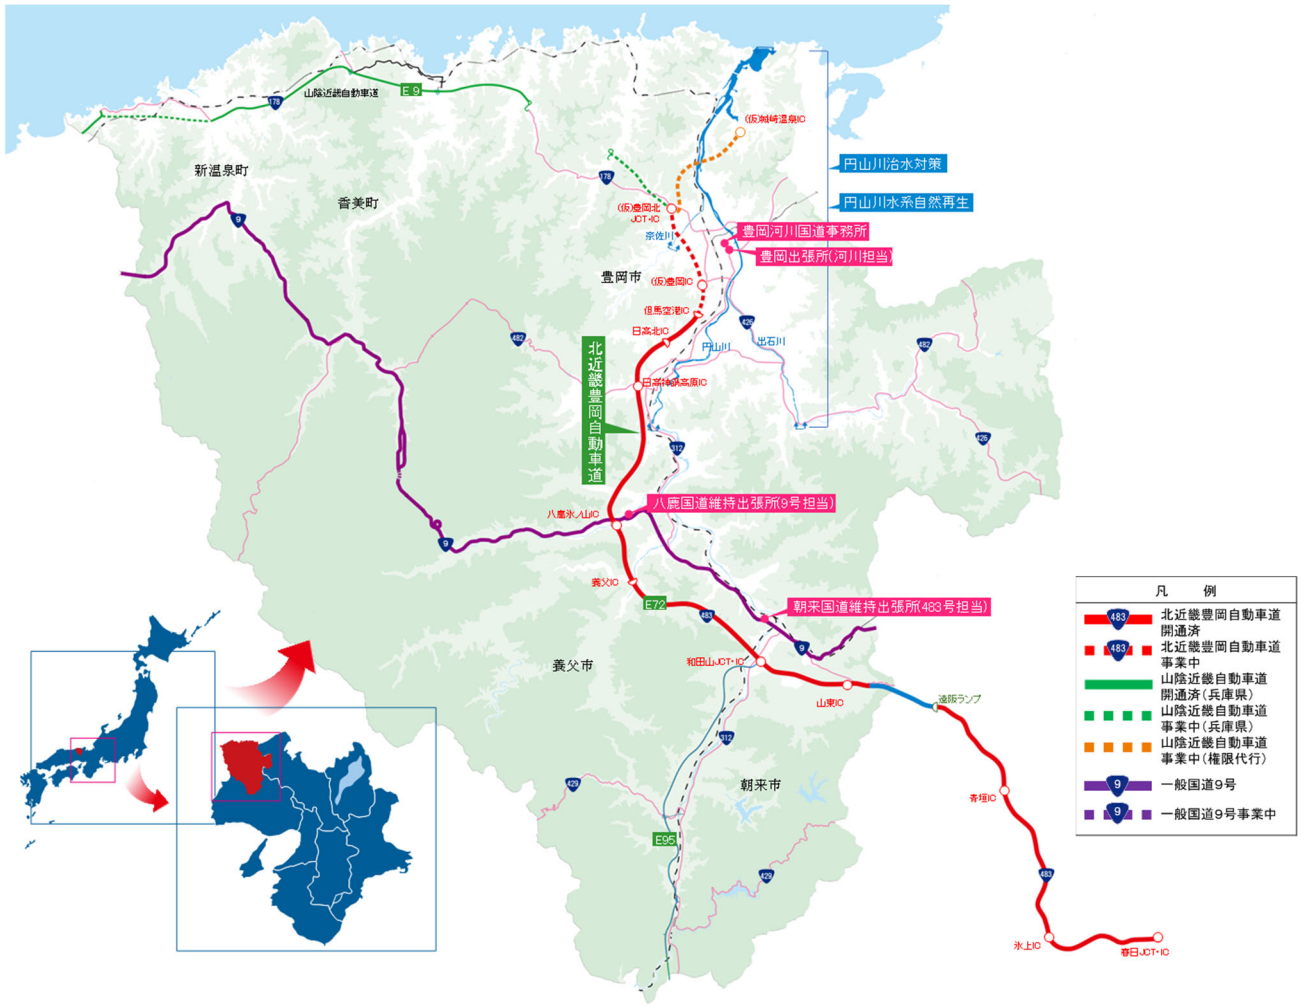 山陰近畿自動車道
E9
178
(仮)城崎温泉IC
円山川治水対策
新温泉町
香美町
178
円山川水系自然再生
(仮)豊岡北
JCT・IC
9
奈佐川
豊岡河川国道事務所
豊岡出張所(河川担当)
豊岡市
(仮)豊岡IC
但馬空港IC
426
日高北IC
482
円山川
出石川
482
北近畿豊岡自動車道
日高神鍋高原IC
426
312
八鹿国道維持出張所(9号担当)
八鹿氷ノ山IC
9
養父IC
E72
483
朝来国道維持出張所(483号担当)
9
養父市
和田山JCT・IC
山東IC
遠阪ランプ
312
朝来市
429
青垣IC
E95
429
483
氷上IC
春日JCT・IC
凡 例
483
北近畿豊岡自動車道
開通済
483
北近畿豊岡自動車道
事業中
山陰近畿自動車道
開通済(兵庫県)
山陰近畿自動車道
事業中(兵庫県)
山陰近畿自動車道
事業中(権限代行)
9
一般国道9号
9
一般国道9号事業中